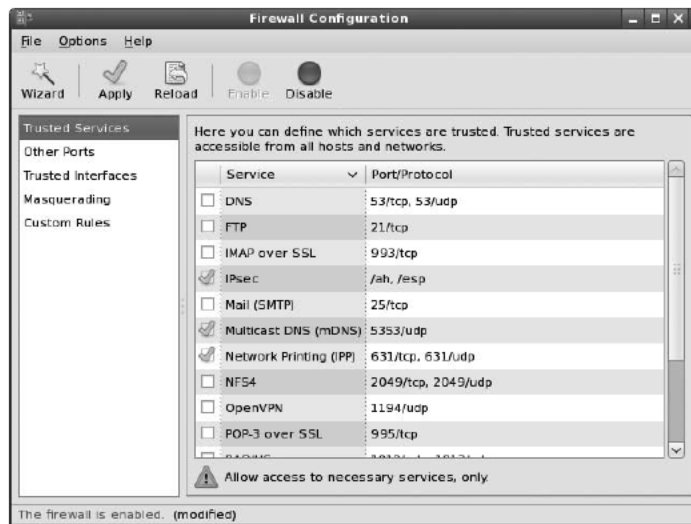 Firewall Configuration
File Options Help
Wizard Apply Reload Enable Disable
Trusted Services
Other Ports
Trusted Interfaces
Masquerading
Custom Rules
Here you can define which services are trusted. Trusted services are
accessible from all hosts and networks.
Service Port/Protocol
DNS 53/tcp, 53/udp
FTP 21/tcp
IMAP over SSL 993/tcp
IPsec /ah, /esp
Mail (SMTP) 25/tcp
Multicast DNS (mDNS) 5353/udp
Network Printing (IPP) 631/tcp, 631/udp
NFS4 2049/tcp, 2049/udp
OpenVPN 1194/udp
POP-3 over SSL 995/tcp
Allow access to necessary services, only.
The firewall is enabled. (modified)